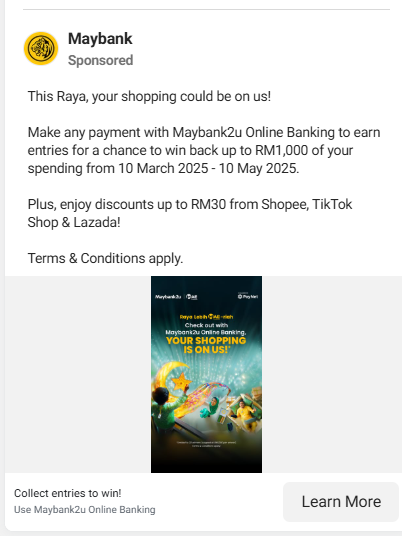 Maybank
Sponsored
This Raya, your shopping could be on us!
Make any payment with Maybank2u Online Banking to earn
entries for a chance to win back up to RM1,000 of your
spending from 10 March 2025 - 10 May 2025.
Plus, enjoy discounts up to RM30 from Shopee, TikTok
Shop & Lazada!
Terms & Conditions apply.
Maybank2u MAE
PayNet
Raya Lebih MAE-riah
Check out with
Maybank2u Online Banking,
YOUR SHOPPING
IS ON US!*
Collect entries to win!
Use Maybank2u Online Banking
Learn More